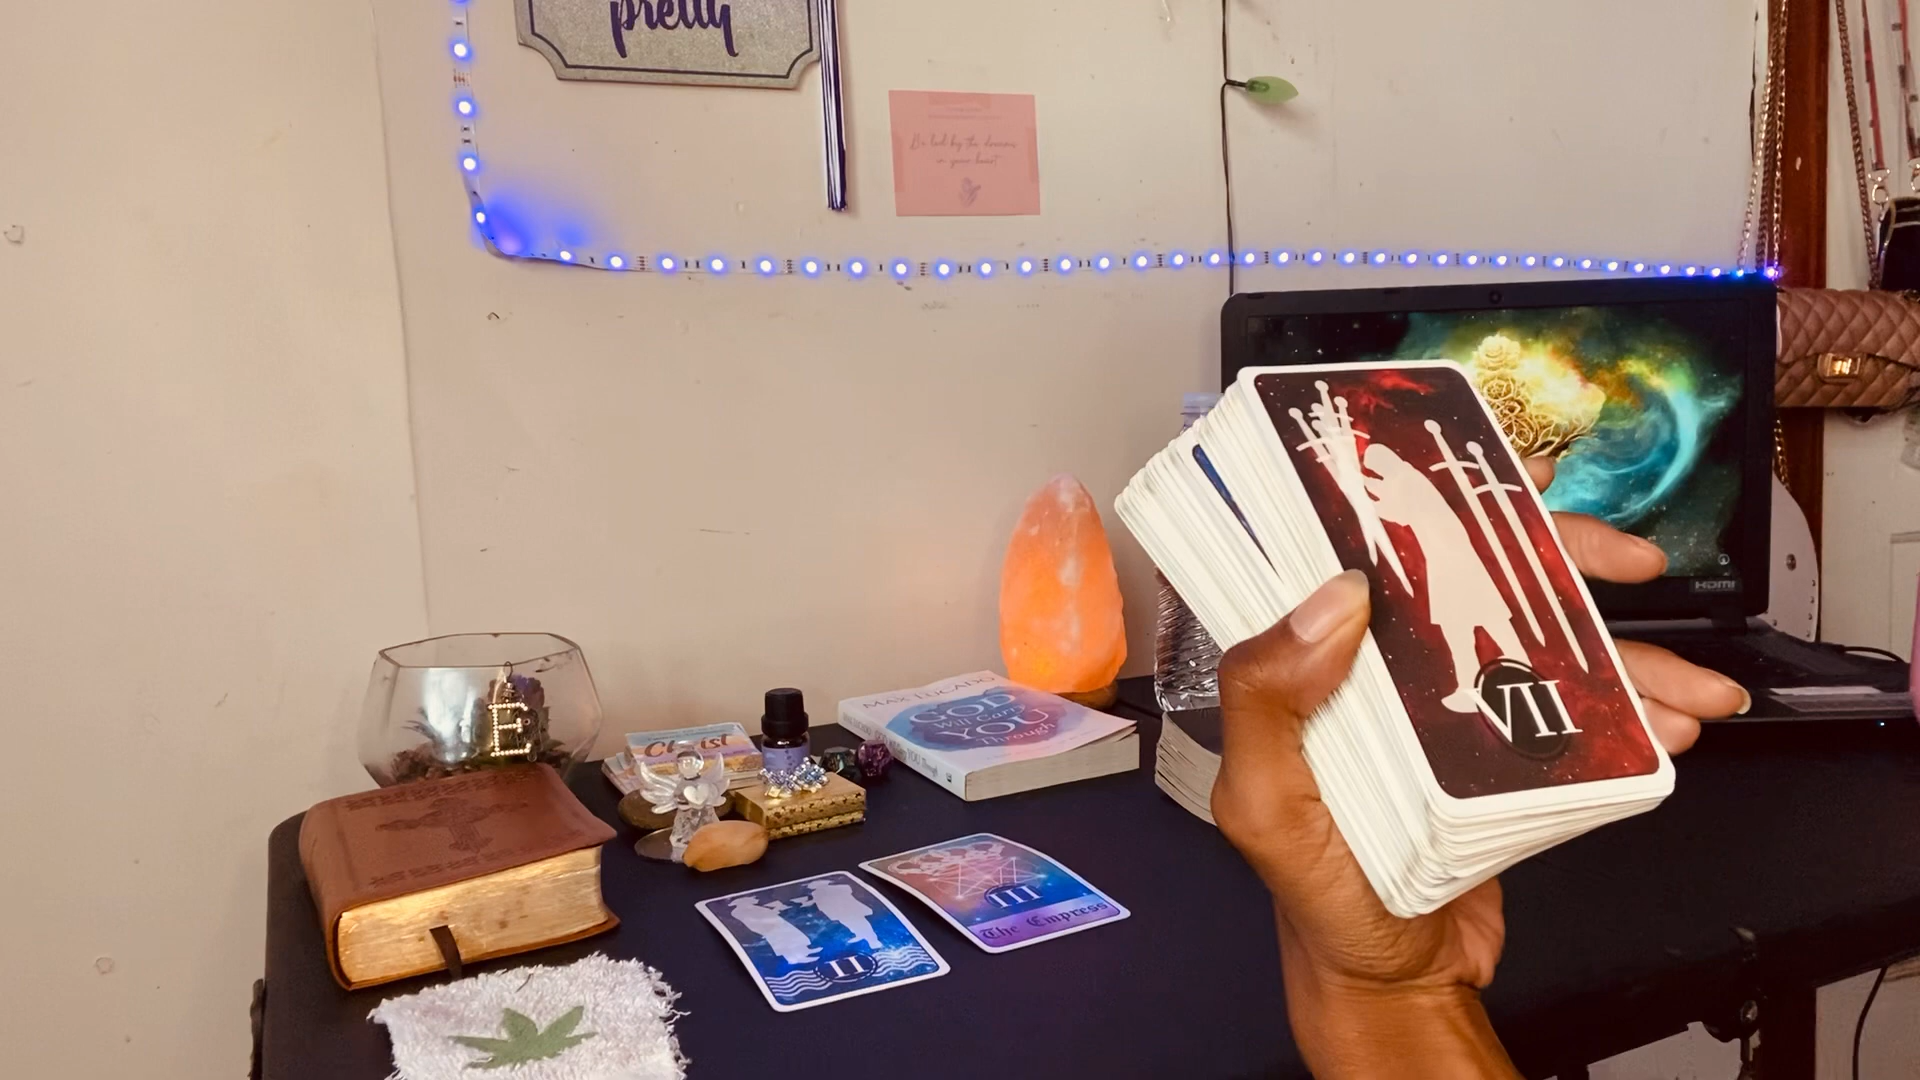 pretty
Be led by the dreams
in your heart
HDMI
VII
MAX LUCADO
GOD
Will Carry
YOU
Through
Christ
E
III
The Empress
II